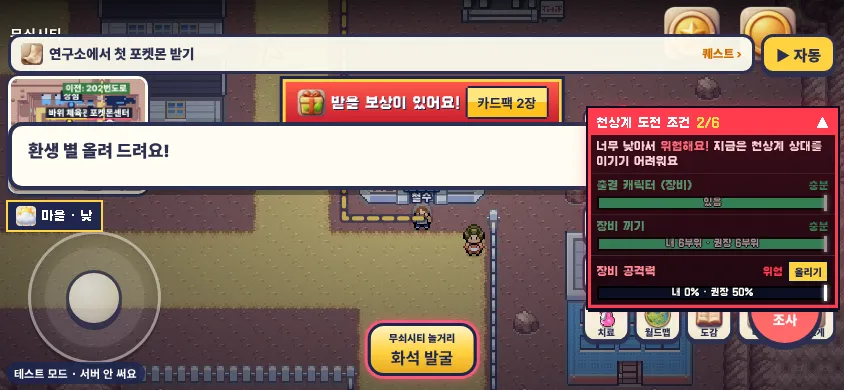 무쇠시티
연구소에서 첫 포켓몬 받기
퀘스트 ›
▶ 자동
이전: 202번도로
바위 체육관 포켓몬센터
받을 보상이 있어요!
카드팩 2장
환생 별 올려 드려요!
천상계 도전 조건 2/6
▲
너무 낮아서 위험해요! 지금은 천상계 상대를
이기기 어려워요
출결 캐릭터 (장비)
충분
있음
장비 끼기
충분
내 6부위 · 권장 6부위
장비 공격력
위험
올리기
내 0% · 권장 50%
철수
마을 · 낮
치료
월드맵
도감
조사
무쇠시티 놀거리
화석 발굴
테스트 모드 · 서버 안 써요